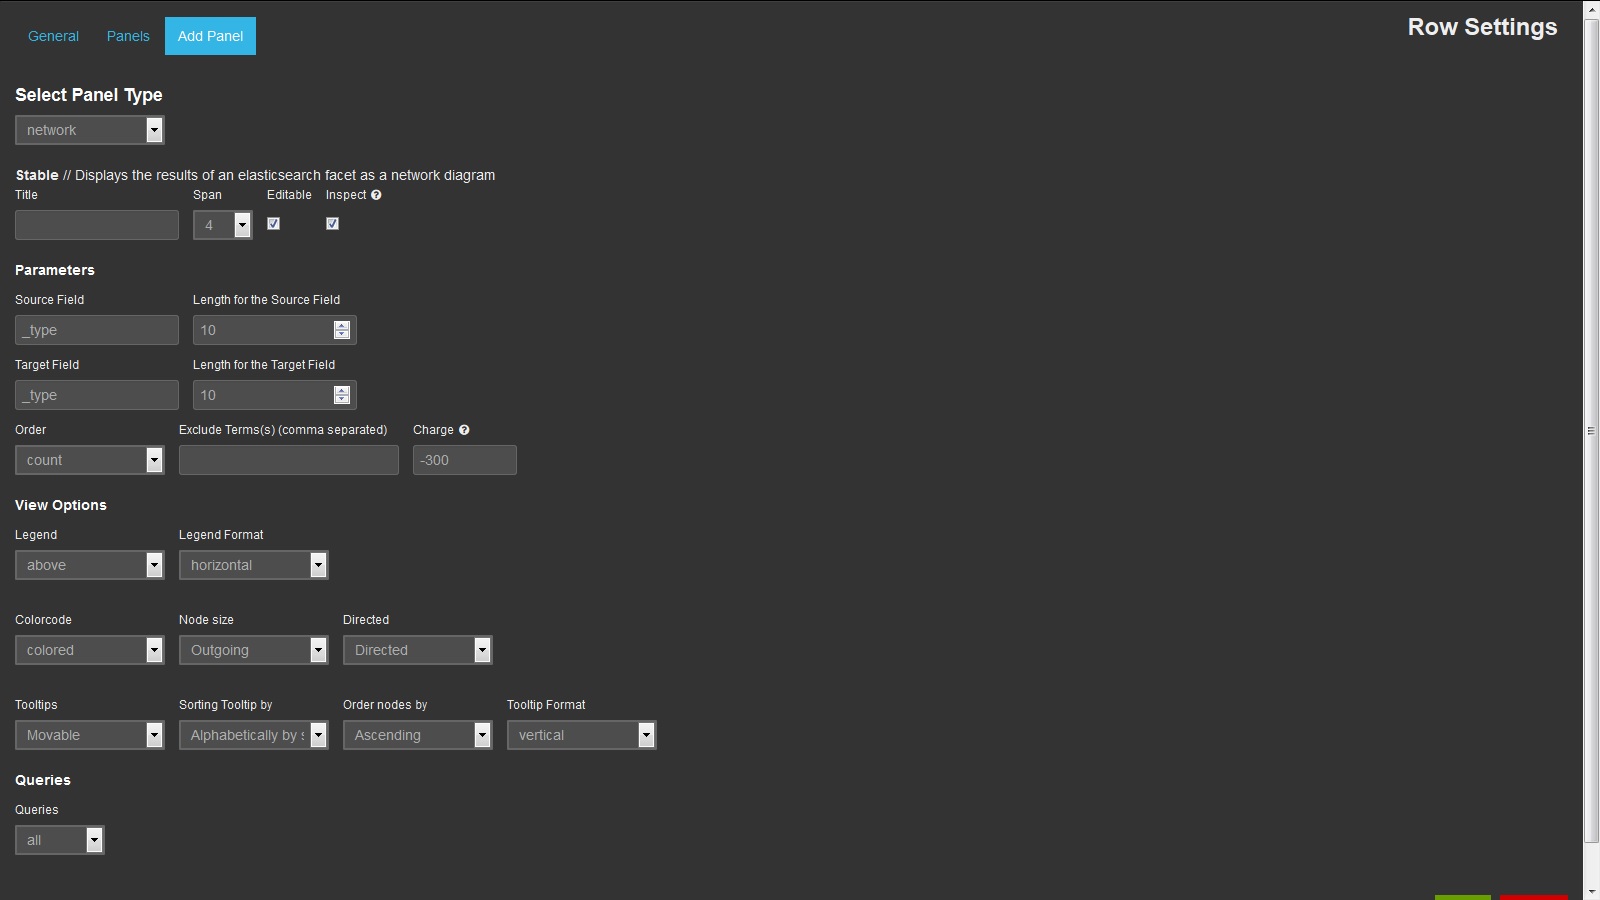 General Panels Add Panel Row Settings
Select Panel Type
network
Stable // Displays the results of an elasticsearch facet as a network diagram
Title Span Editable Inspect ?
4
Parameters
Source Field Length for the Source Field
_type 10
Target Field Length for the Target Field
_type 10
Order Exclude Terms(s) (comma separated) Charge ?
count -300
View Options
Legend Legend Format
above horizontal
Colorcode Node size Directed
colored Outgoing Directed
Tooltips Sorting Tooltip by Order nodes by Tooltip Format
Movable Alphabetically by s Ascending vertical
Queries
Queries
all